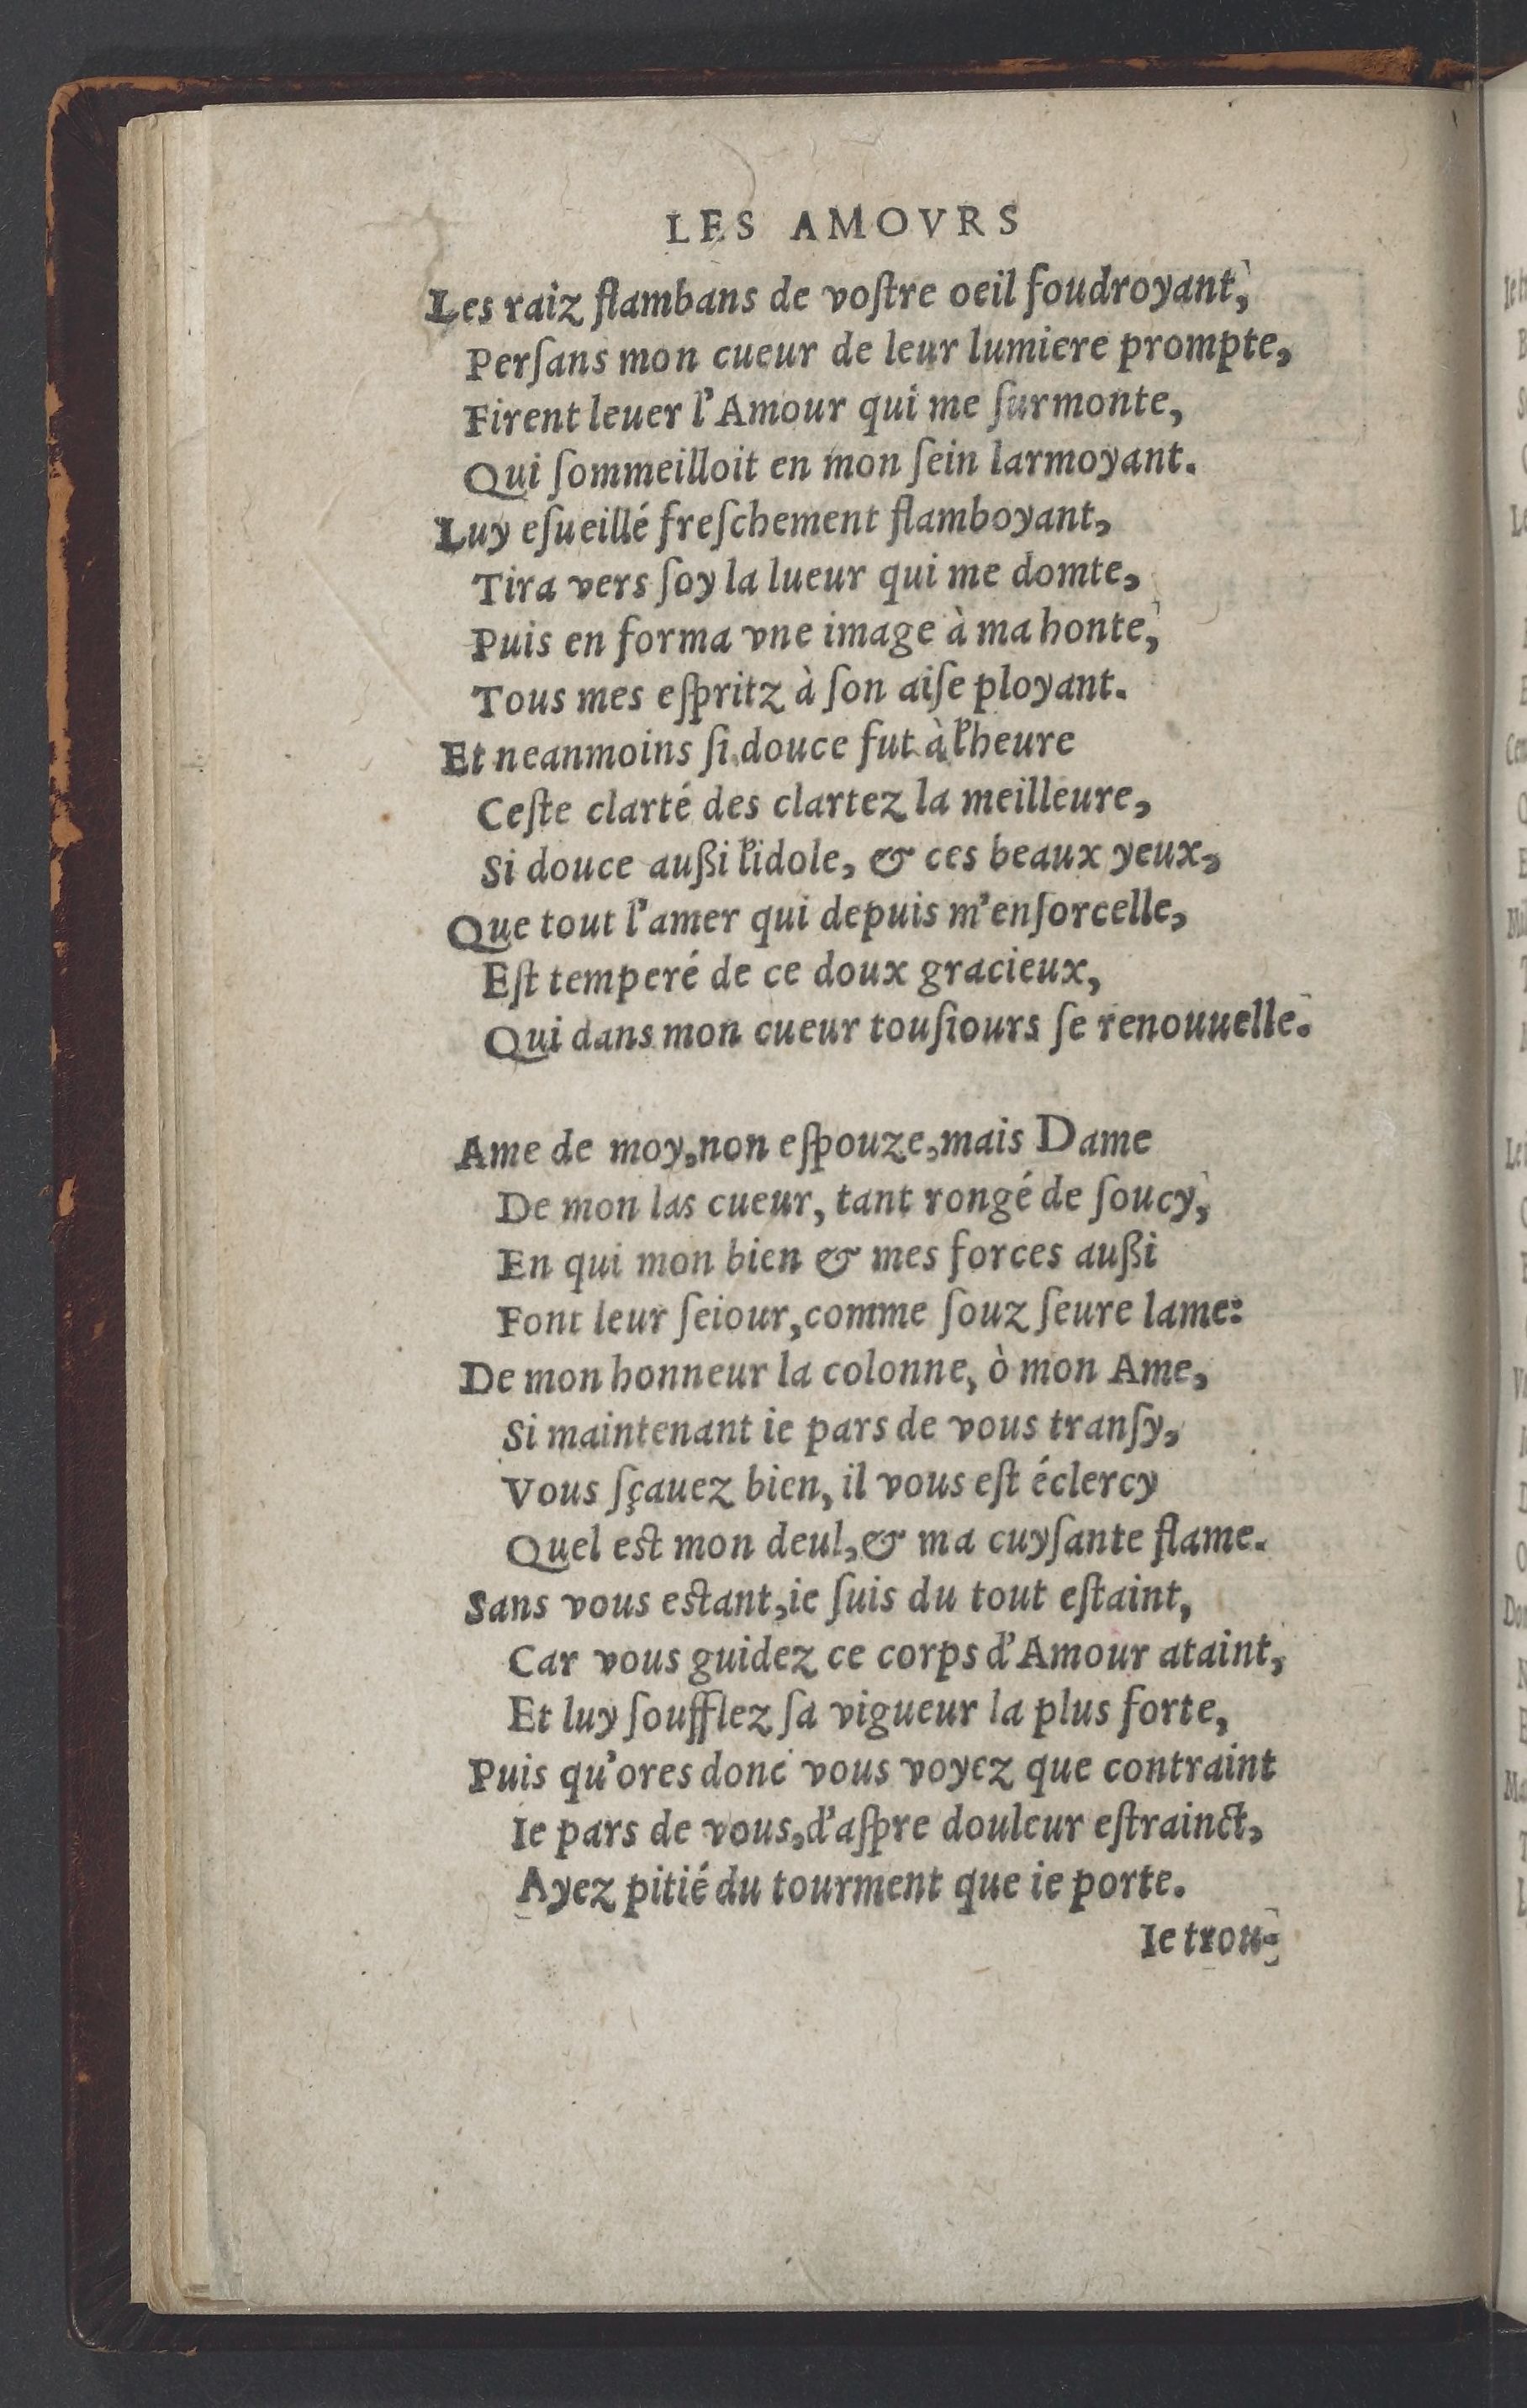 LES AMOVRS
Les raiz flambans de voſtre oeil foudroyant,
Perſans mon cueur de leur lumiere prompte,
Firent leuer l'Amour qui me ſurmonte,
Qui ſommeilloit en mon ſein larmoyant.
Luy eſueillé freſchement flamboyant,
Tira vers ſoy la lueur qui me domte,
Puis en forma vne image à ma honte,
Tous mes eſpritz à ſon aiſe ployant.
Et neanmoins ſi douce fut à l'heure
Ceſte clarté des clartez la meilleure,
Si douce außi l'idole, & ces beaux yeux,
Que tout l'amer qui depuis m'enſorcelle,
Eſt temperé de ce doux gracieux,
Qui dans mon cueur touſiours ſe renouuelle.
Ame de moy, non eſpouze, mais Dame
De mon las cueur, tant rongé de ſoucy,
En qui mon bien & mes forces außi
Font leur ſeiour, comme ſouz ſeure lame:
De mon honneur la colonne, ò mon Ame,
Si maintenant ie pars de vous tranſy,
Vous ſçauez bien, il vous eſt éclercy
Quel est mon deul, & ma cuyſante flame.
Sans vous estant, ie ſuis du tout eſtaint,
Car vous guidez ce corps d'Amour ataint,
Et luy ſoufflez ſa vigueur la plus forte,
Puis qu'ores donc vous voyez que contraint
Ie pars de vous, d'aſpre douleur eſtrainct,
Ayez pitié du tourment que ie porte.
Ie trou-